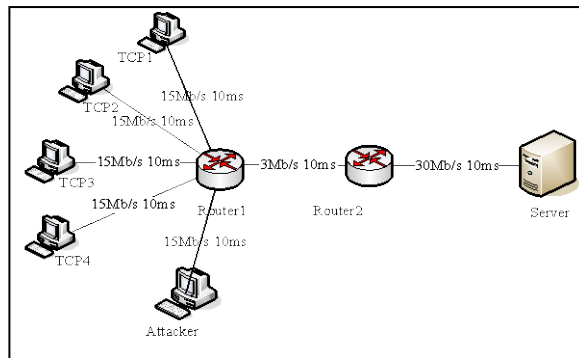 TCP1
15Mb/s 10ms
TCP2
15Mb/s 10ms
TCP3
15Mb/s 10ms
3Mb/s 10ms
30Mb/s 10ms
15Mb/s 10ms
Router1
Router2
Server
TCP4
15Mb/s 10ms
Attacker